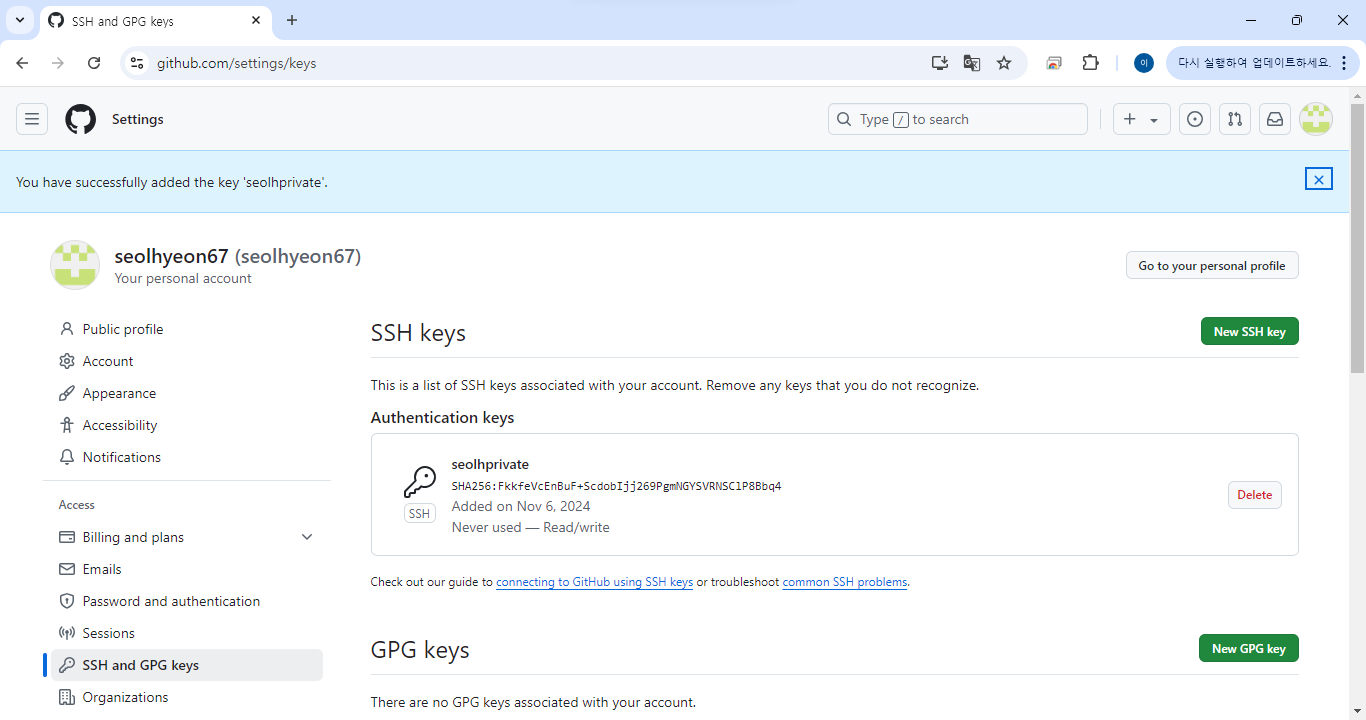 SSH and GPG keys
github.com/settings/keys
이
다시 실행하여 업데이트하세요.
Settings
Type / to search
You have successfully added the key 'seolhprivate'.
seolhyeon67 (seolhyeon67)
Your personal account
Go to your personal profile
Public profile
Account
Appearance
Accessibility
Notifications
Access
Billing and plans
Emails
Password and authentication
Sessions
SSH and GPG keys
Organizations
SSH keys
New SSH key
This is a list of SSH keys associated with your account. Remove any keys that you do not recognize.
Authentication keys
seolhprivate
SHA256:FkkfeVcEnBuF+ScdobIjj269PgmNGYSVRNSClP8Bbq4
SSH
Added on Nov 6, 2024
Never used — Read/write
Delete
Check out our guide to connecting to GitHub using SSH keys or troubleshoot common SSH problems.
GPG keys
New GPG key
There are no GPG keys associated with your account.